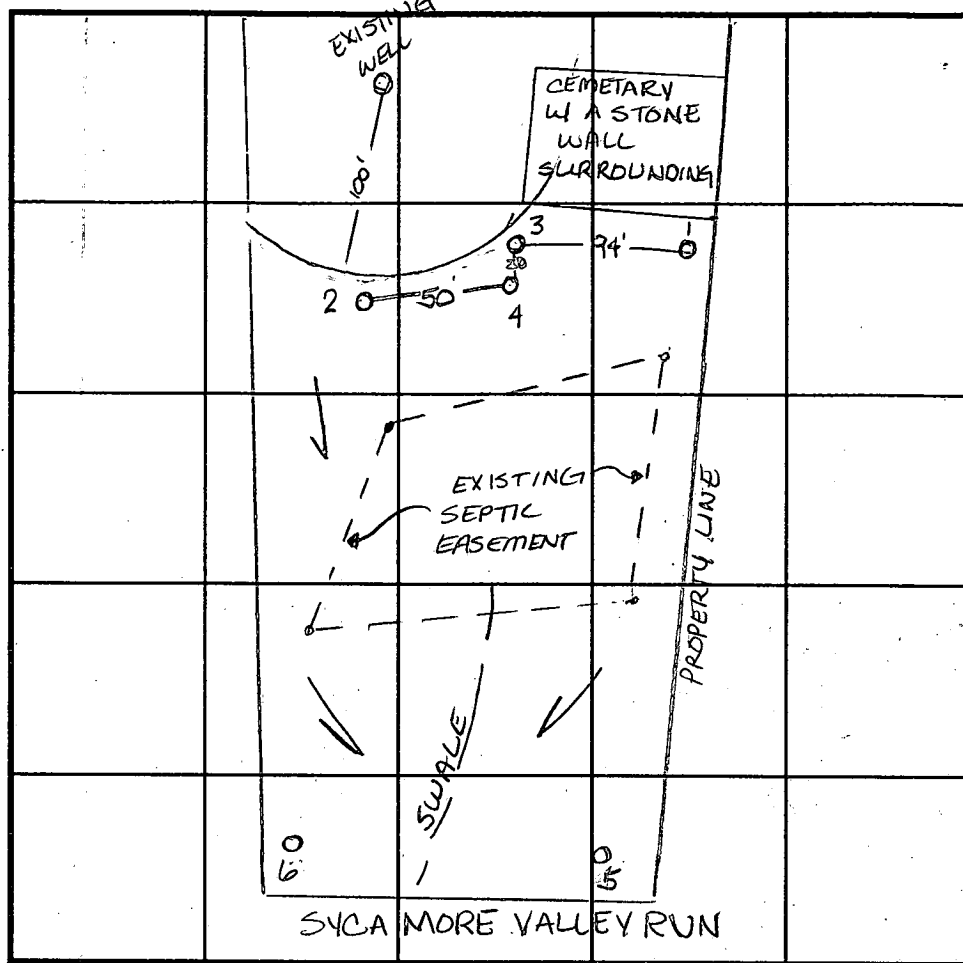 EXISTING
WELL
100'
CEMETARY
W/ A STONE
WALL
SURROUNDING
3
1
94'
20
2
50'
4
EXISTING
SEPTIC
EASEMENT
PROPERTY LINE
SWALE
6
5
SYCAMORE VALLEY RUN